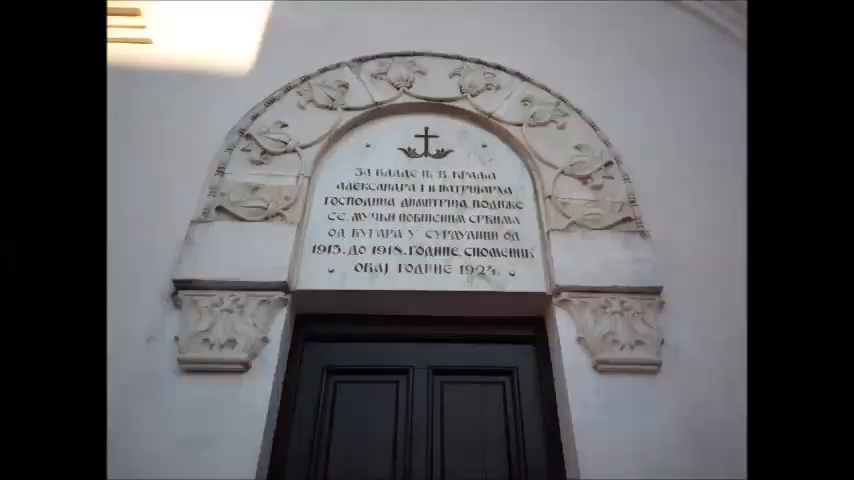 ЗА ВЛАДЕ Њ. В. КРАЉА
АЛЕКСАНДРА I И ПАТРИЈАРХА
ГОСПОДИНА ДИМИТРИЈА ПОДИЖЕ
СЕ, МУЧКИ ПОБИЈЕНИМ СРБИМА
ОД БУГАРА У СУРДУЛИЦИ ОД
1915. ДО 1918. ГОДИНЕ, СПОМЕНИК
ОВАЈ ГОДИНЕ 1924.